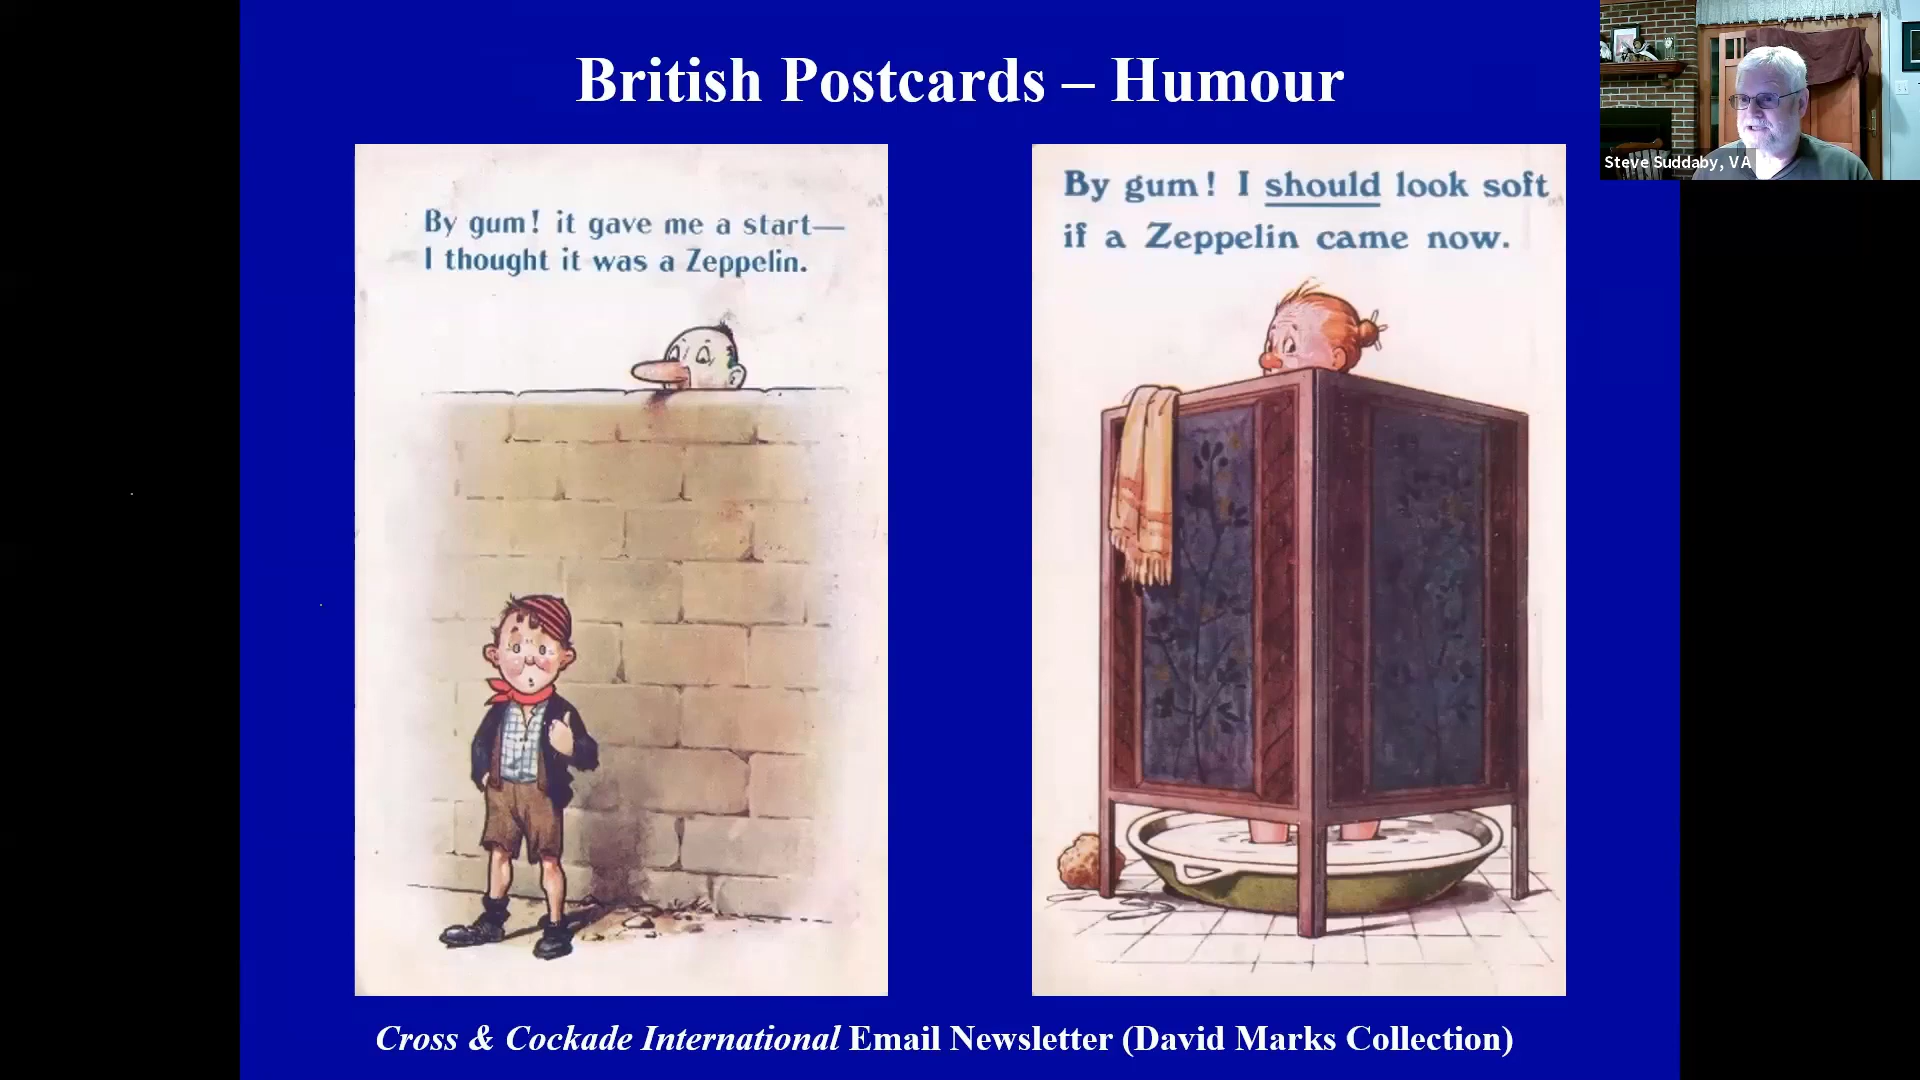 British Postcards – Humour
By gum! it gave me a start—
I thought it was a Zeppelin.
By gum! I should look soft
if a Zeppelin came now.
Steve Suddaby, VA
Cross & Cockade International Email Newsletter (David Marks Collection)